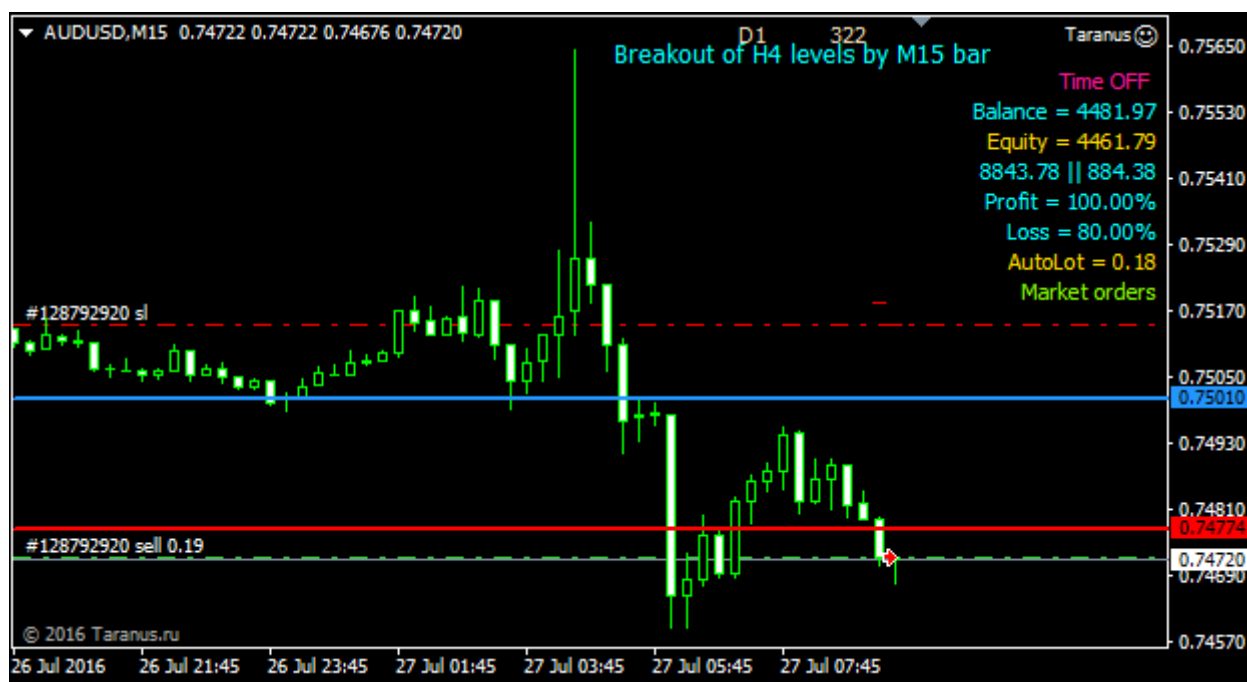 AUDUSD,M15 0.74722 0.74722 0.74676 0.74720
D1 322
Taranus
Breakout of H4 levels by M15 bar
Time OFF
Balance = 4481.97
Equity = 4461.79
8843.78 || 884.38
Profit = 100.00%
Loss = 80.00%
AutoLot = 0.18
Market orders
#128792920 sl
#128792920 sell 0.19
0.75650
0.75530
0.75410
0.75290
0.75170
0.75050
0.75010
0.74930
0.74810
0.74774
0.74720
0.74690
0.74570
© 2016 Taranus.ru
26 Jul 2016 26 Jul 21:45 26 Jul 23:45 27 Jul 01:45 27 Jul 03:45 27 Jul 05:45 27 Jul 07:45